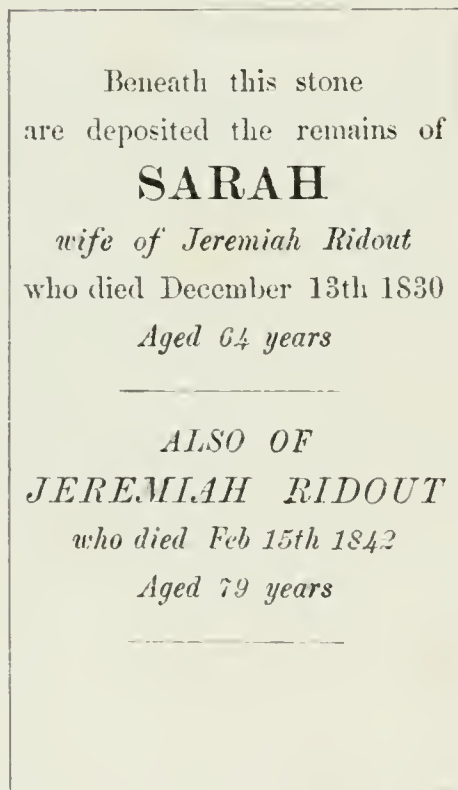 Beneath this stone
are deposited the remains of
SARAH
wife of Jeremiah Ridout
who died December 13th 1830
Aged 64 years
ALSO OF
JEREMIAH RIDOUT
who died Feb 15th 1842
Aged 79 years